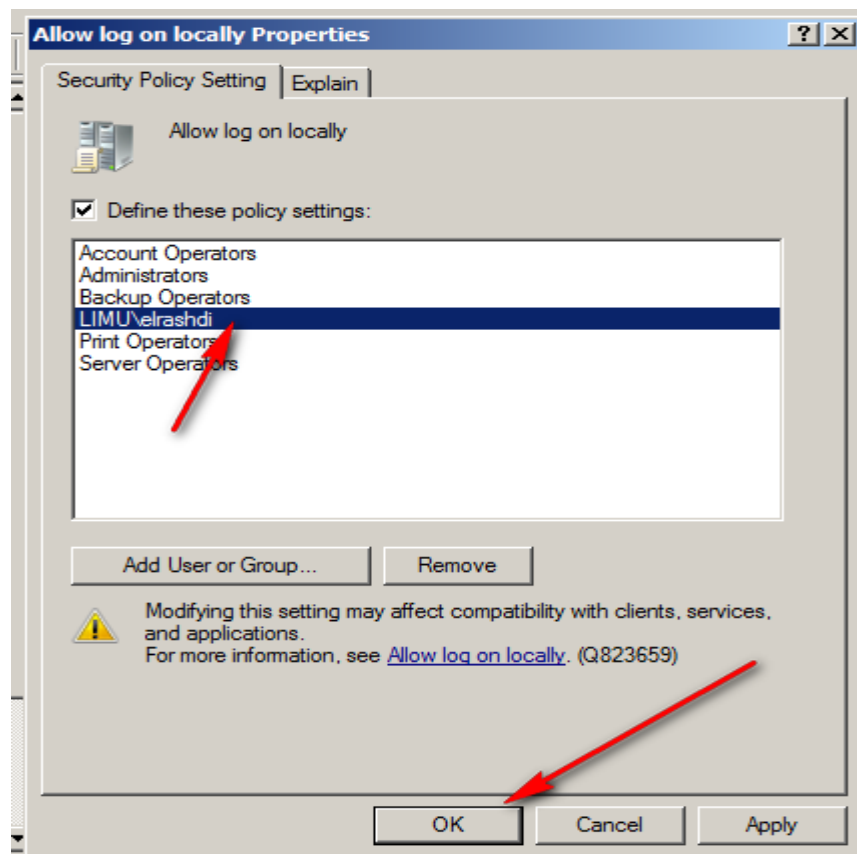 Allow log on locally Properties
Security Policy Setting Explain
Allow log on locally
Define these policy settings:
Account Operators
Administrators
Backup Operators
LIMU\elrashdi
Print Operators
Server Operators
Add User or Group... Remove
Modifying this setting may affect compatibility with clients, services,
and applications.
For more information, see Allow log on locally. (Q823659)
OK Cancel Apply